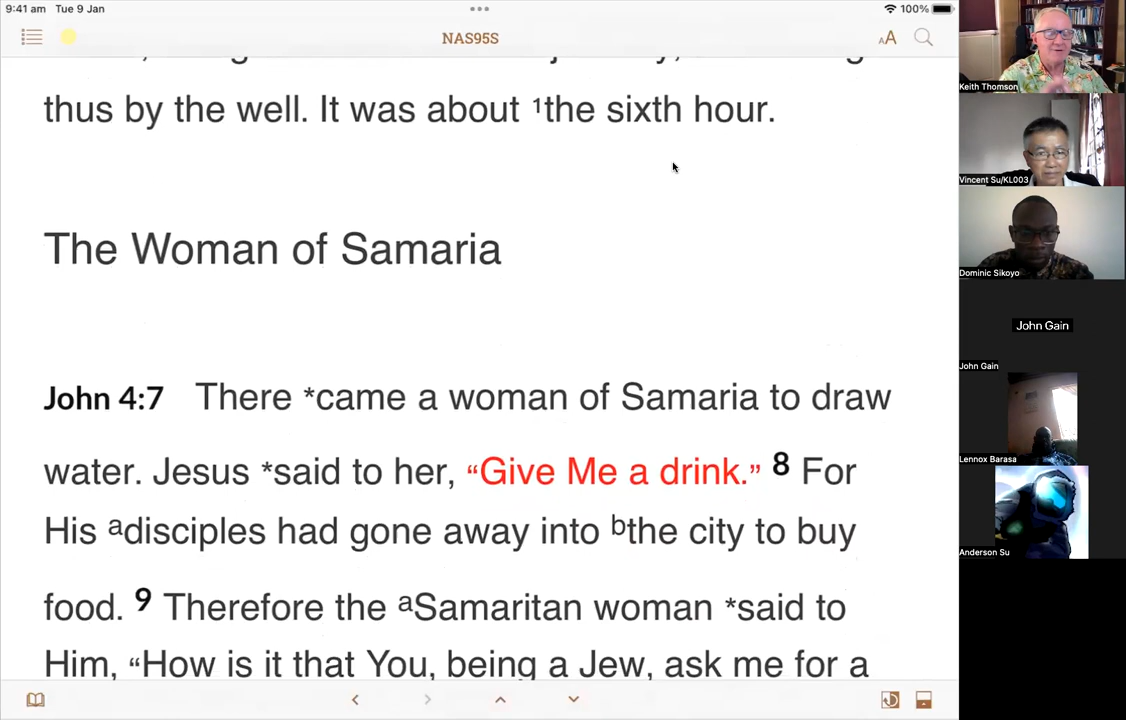 9:41 am Tue 9 Jan
100%
NAS95S
AA
thus by the well. It was about 1the sixth hour.
The Woman of Samaria
John 4:7 There *came a woman of Samaria to draw
water. Jesus *said to her, “Give Me a drink.” 8 For
His adisciples had gone away into bthe city to buy
food. 9 Therefore the aSamaritan woman *said to
Him, “How is it that You, being a Jew, ask me for a
Keith Thomson
Vincent Su/KL003
Dominic Sikoyo
John Gain
John Gain
Lennox Barasa
Anderson Su